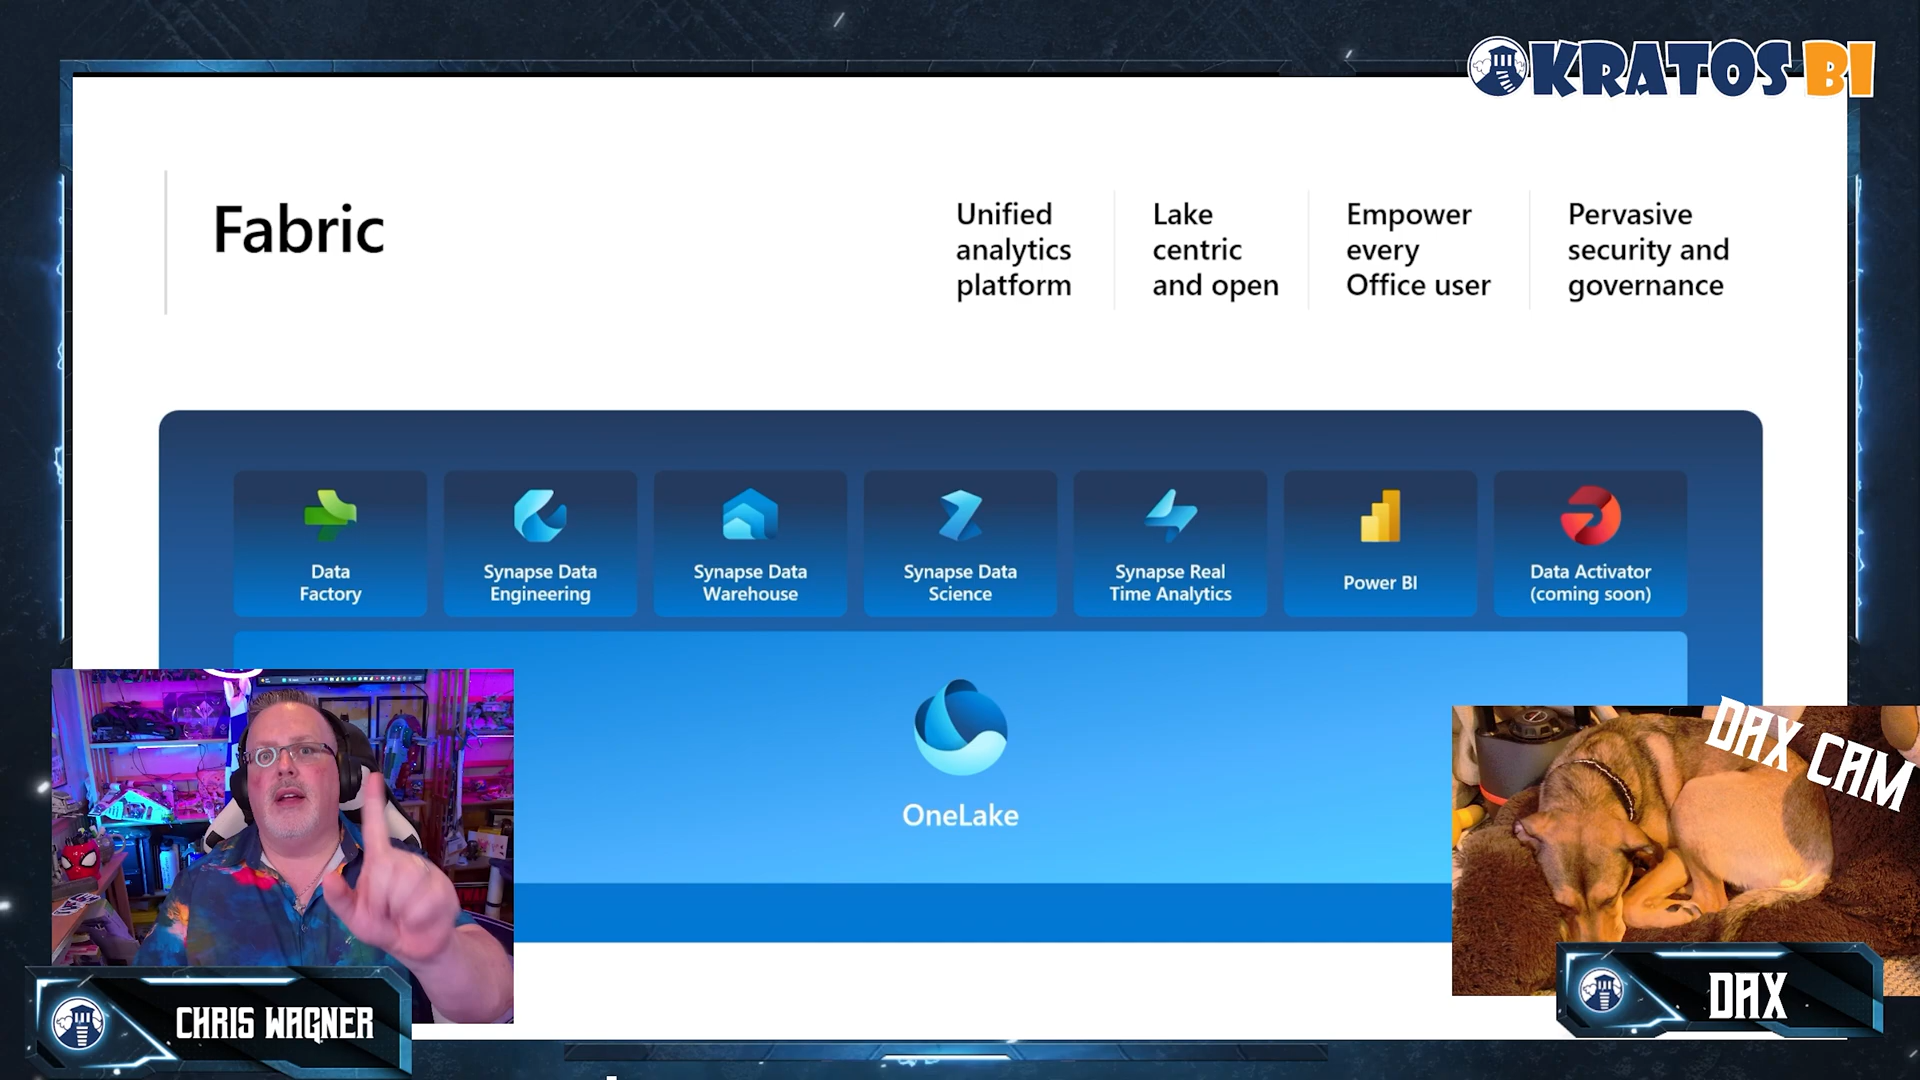 KRATOS BI
Fabric
Unified
analytics
platform
Lake
centric
and open
Empower
every
Office user
Pervasive
security and
governance
Data
Factory
Synapse Data
Engineering
Synapse Data
Warehouse
Synapse Data
Science
Synapse Real
Time Analytics
Power BI
Data Activator
(coming soon)
OneLake
DAX CAM
CHRIS WAGNER
DAX